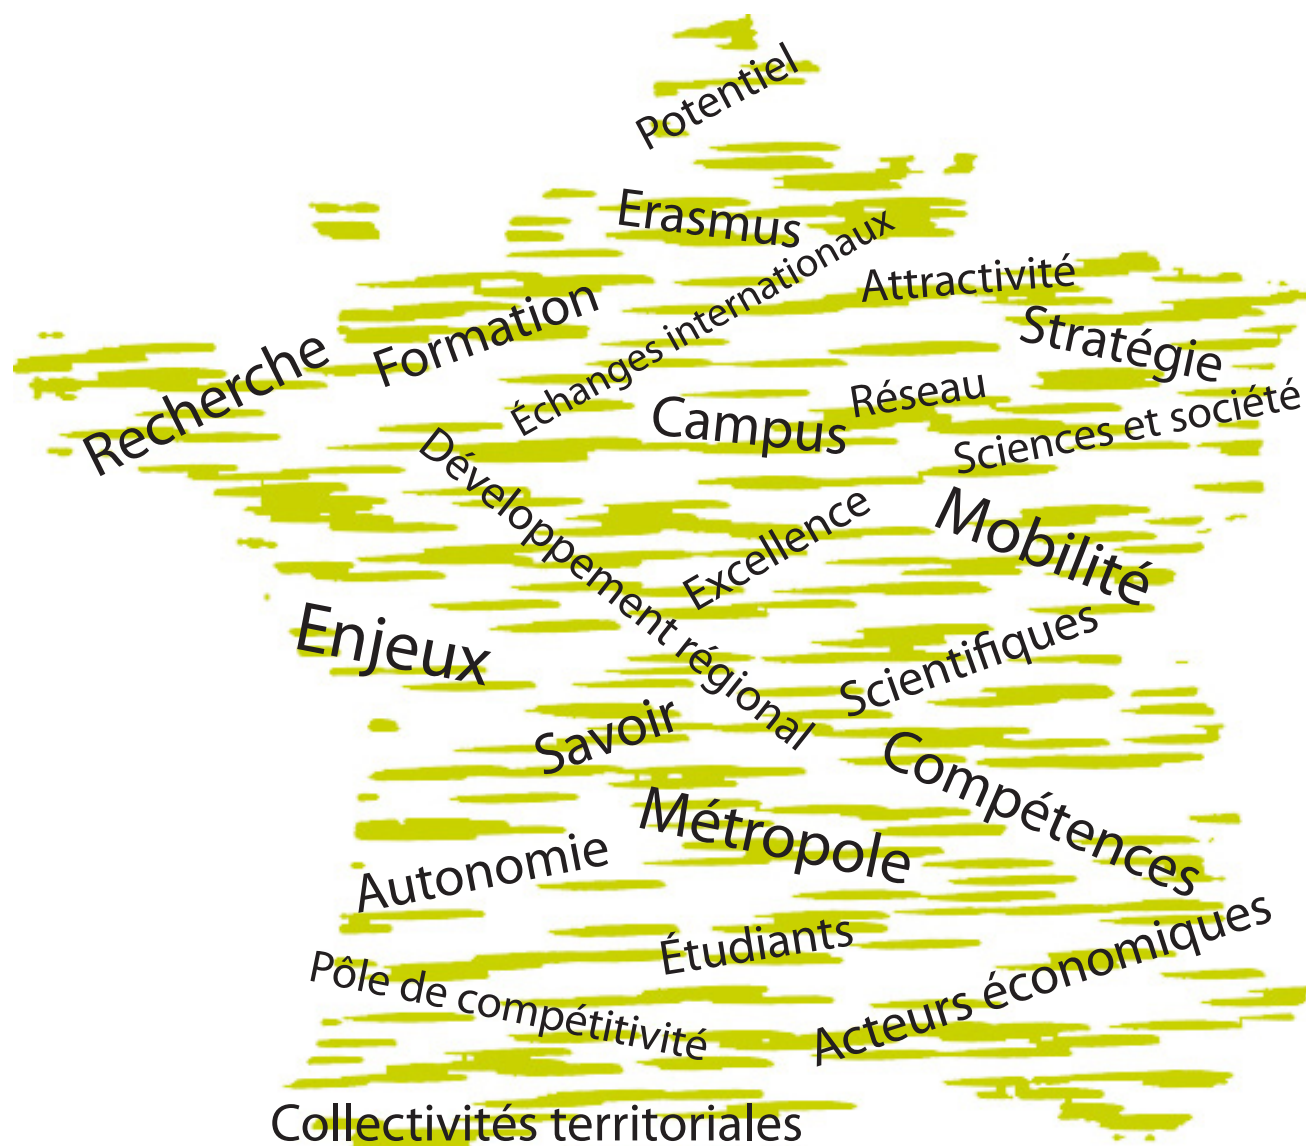 Potentiel
Erasmus
Échanges internationaux
Attractivité
Formation
Stratégie
Recherche
Réseau
Campus
Sciences et société
Développement régional
Excellence
Mobilité
Enjeux
Scientifiques
Savoir
Compétences
Métropole
Autonomie
Étudiants
Acteurs économiques
Pôle de compétitivité
Collectivités territoriales